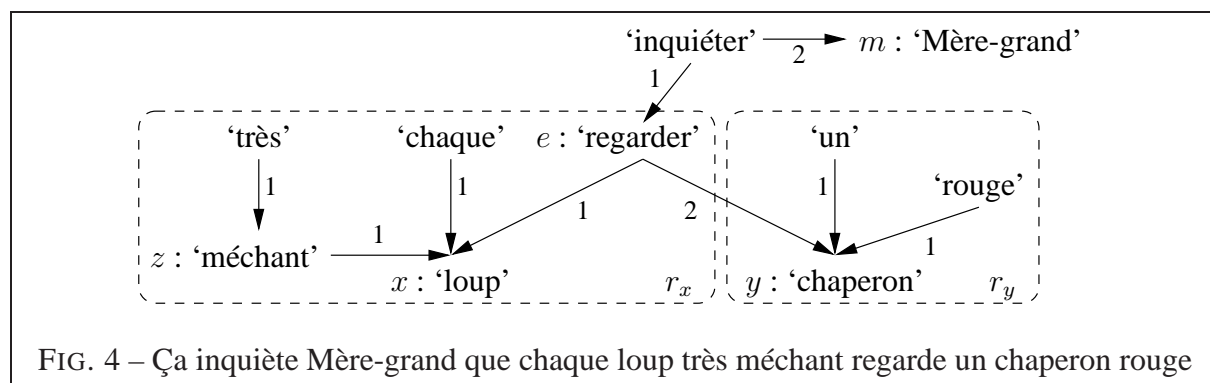 ‘inquiéter’ 2 m : ‘Mère-grand’
1
‘très’ ‘chaque’ e : ‘regarder’ ‘un’
1 1 1 ‘rouge’
1 2
1 1
z : ‘méchant’
x : ‘loup’ r_x y : ‘chaperon’ r_y
FIG. 4 – Ça inquiète Mère-grand que chaque loup très méchant regarde un chaperon rouge